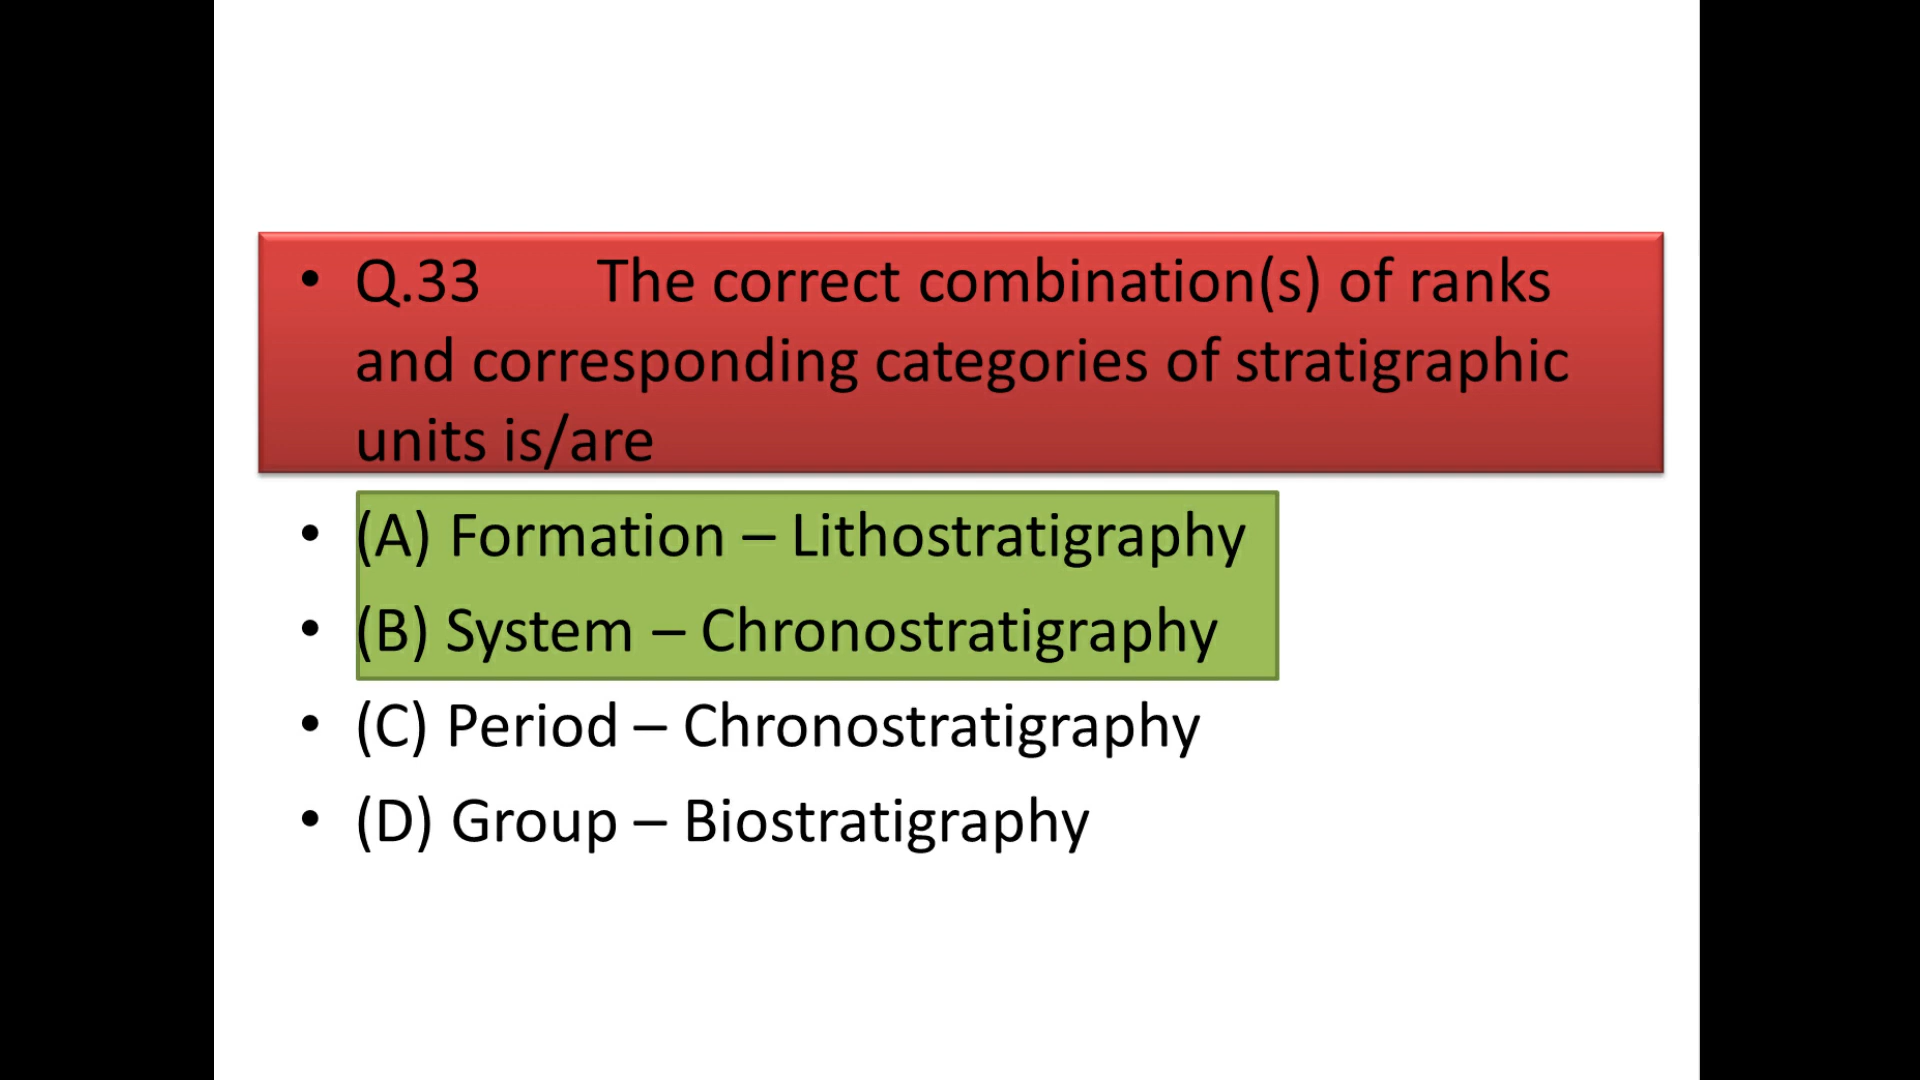 • Q.33 The correct combination(s) of ranks
and corresponding categories of stratigraphic
units is/are
• (A) Formation – Lithostratigraphy
• (B) System – Chronostratigraphy
• (C) Period – Chronostratigraphy
• (D) Group – Biostratigraphy